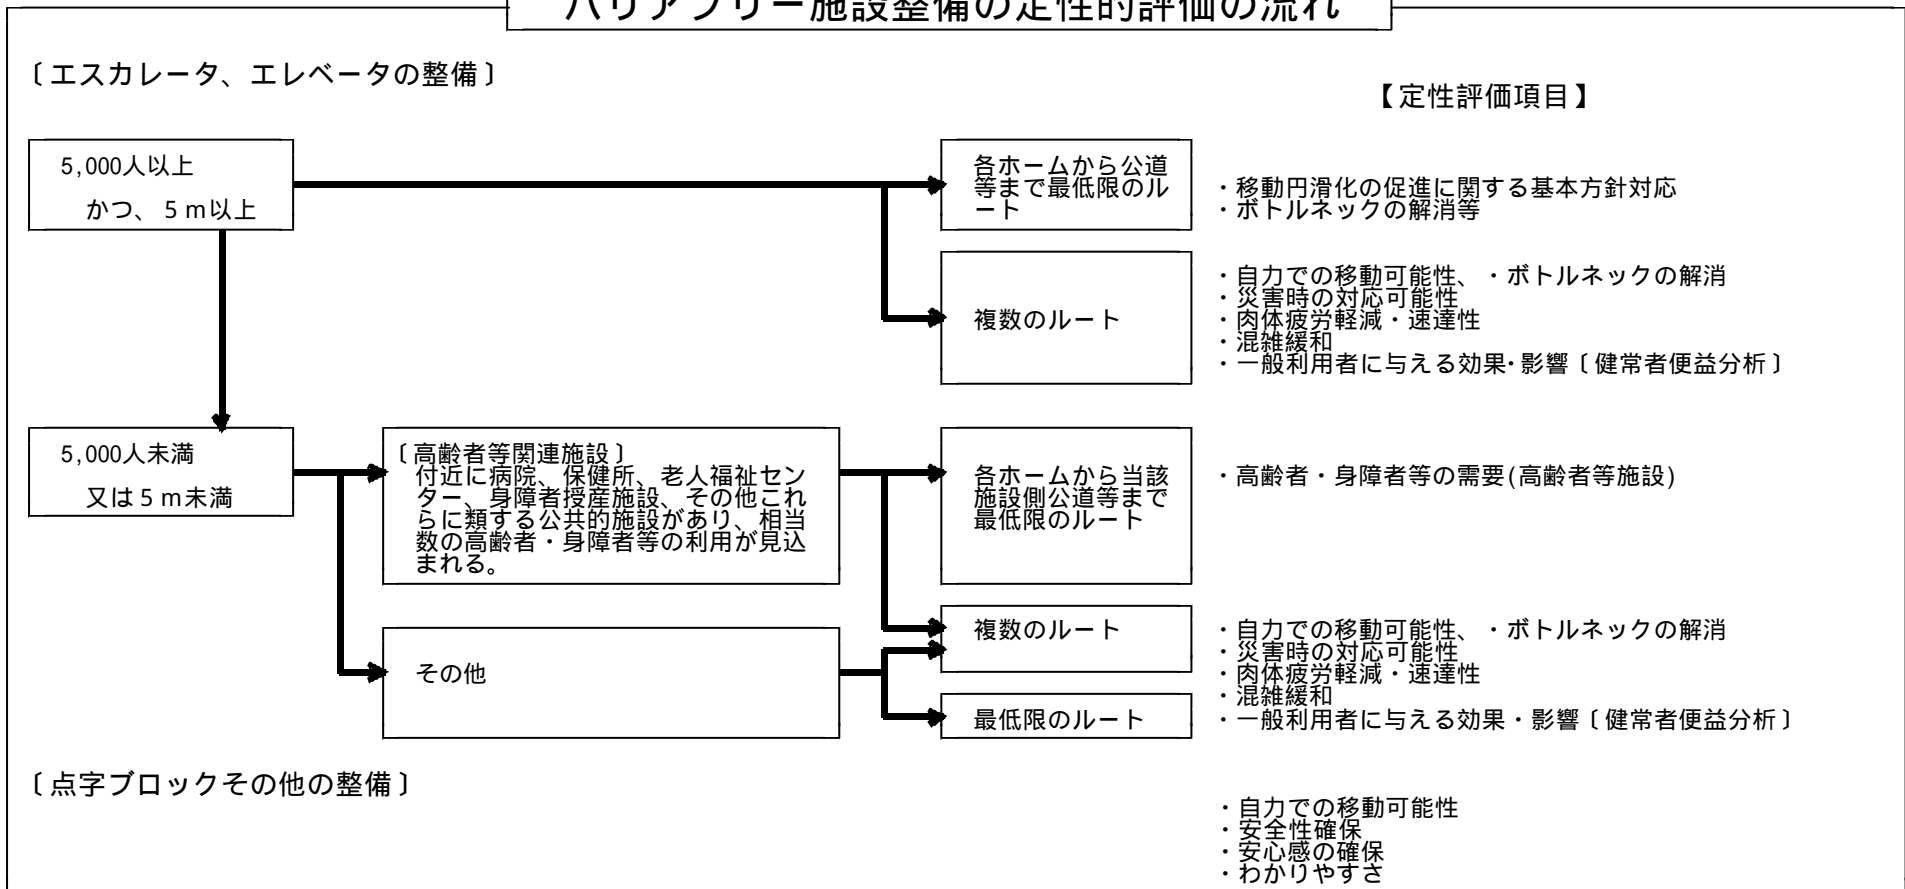 バリアフリー施設整備の定性的評価の流れ
〔エスカレータ、エレベータの整備〕
【定性評価項目】
5,000人以上
かつ、5m以上
各ホームから公道
等まで最低限のル
ート
・移動円滑化の促進に関する基本方針対応
・ボトルネックの解消等
複数のルート
・自力での移動可能性、・ボトルネックの解消
・災害時の対応可能性
・肉体疲労軽減・速達性
・混雑緩和
・一般利用者に与える効果・影響〔健常者便益分析〕
5,000人未満
又は5m未満
〔高齢者等関連施設〕
付近に病院、保健所、老人福祉セン
ター、身障者授産施設、その他これ
らに類する公共的施設があり、相当
数の高齢者・身障者等の利用が見込
まれる。
各ホームから当該
施設側公道等まで
最低限のルート
・高齢者・身障者等の需要(高齢者等施設)
その他
複数のルート
最低限のルート
・自力での移動可能性、・ボトルネックの解消
・災害時の対応可能性
・肉体疲労軽減・速達性
・混雑緩和
・一般利用者に与える効果・影響〔健常者便益分析〕
〔点字ブロックその他の整備〕
・自力での移動可能性
・安全性確保
・安心感の確保
・わかりやすさ